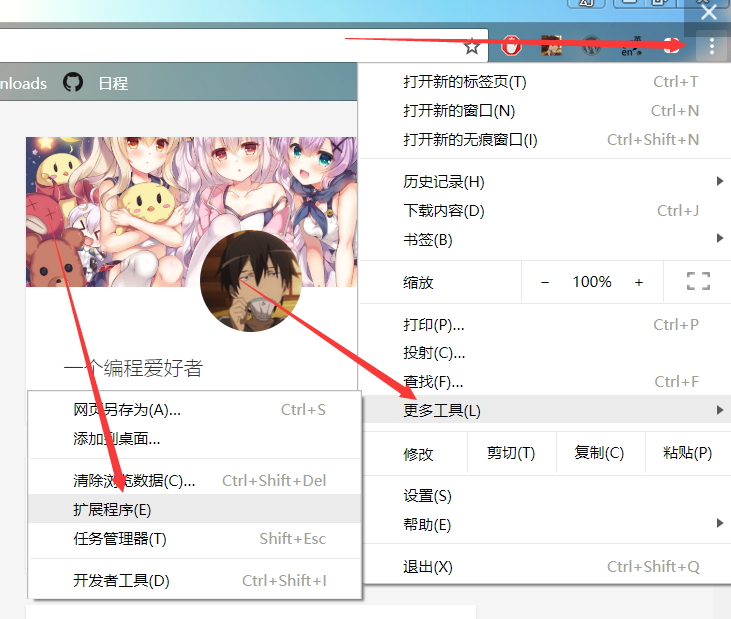 英
en
nloads 日程
打开新的标签页(T) Ctrl+T
打开新的窗口(N) Ctrl+N
打开新的无痕窗口(I) Ctrl+Shift+N
历史记录(H)
下载内容(D) Ctrl+J
书签(B)
缩放 − 100% +
打印(P)... Ctrl+P
投射(C)...
查找(F)... Ctrl+F
更多工具(L)
修改 剪切(T) 复制(C) 粘贴(P)
设置(S)
帮助(E)
退出(X) Ctrl+Shift+Q
一个编程爱好者
网页另存为(A)... Ctrl+S
添加到桌面...
清除浏览数据(C)... Ctrl+Shift+Del
扩展程序(E)
任务管理器(T) Shift+Esc
开发者工具(D) Ctrl+Shift+I